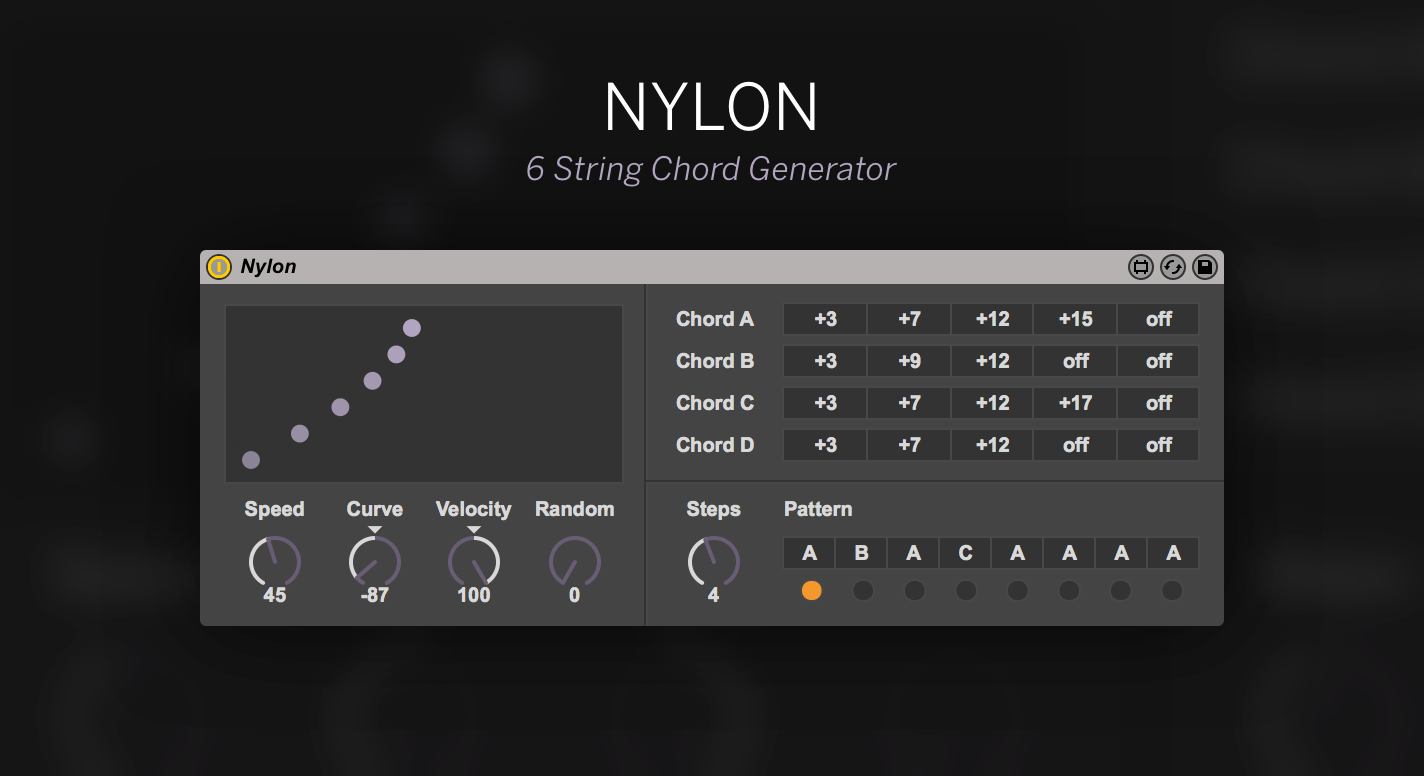 NYLON
6 String Chord Generator
Nylon
Chord A +3 +7 +12 +15 off
Chord B +3 +9 +12 off off
Chord C +3 +7 +12 +17 off
Chord D +3 +7 +12 off off
Speed Curve Velocity Random
45 -87 100 0
Steps Pattern
A B A C A A A A
4